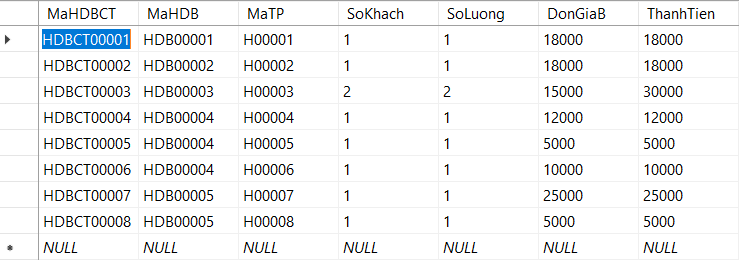 MaHDBCT MaHDB MaTP SoKhach SoLuong DonGiaB ThanhTien
HDBCT00001 HDB00001 H00001 1 1 18000 18000
HDBCT00002 HDB00002 H00002 1 1 18000 18000
HDBCT00003 HDB00003 H00003 2 2 15000 30000
HDBCT00004 HDB00004 H00004 1 1 12000 12000
HDBCT00005 HDB00004 H00005 1 1 5000 5000
HDBCT00006 HDB00004 H00006 1 1 10000 10000
HDBCT00007 HDB00005 H00007 1 1 25000 25000
HDBCT00008 HDB00005 H00008 1 1 5000 5000
NULL NULL NULL NULL NULL NULL NULL